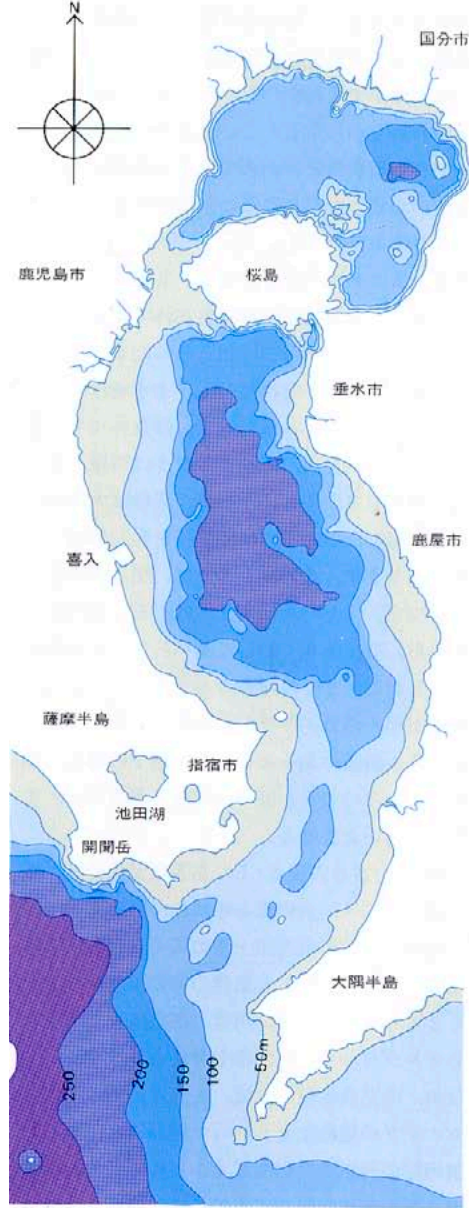 N
国分市
鹿児島市
桜島
垂水市
鹿屋市
喜入
薩摩半島
指宿市
池田湖
開聞岳
大隅半島
250
200
150
100
50m